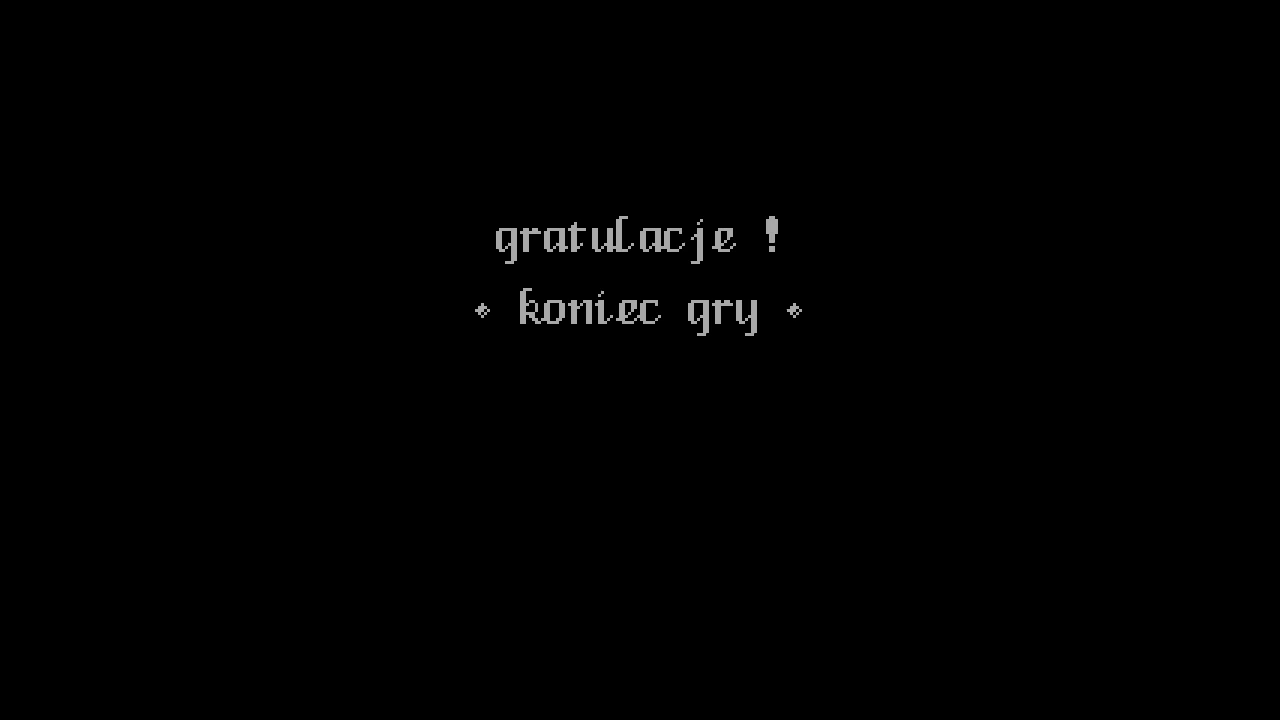 gratulacje !
⬩ koniec gry ⬩